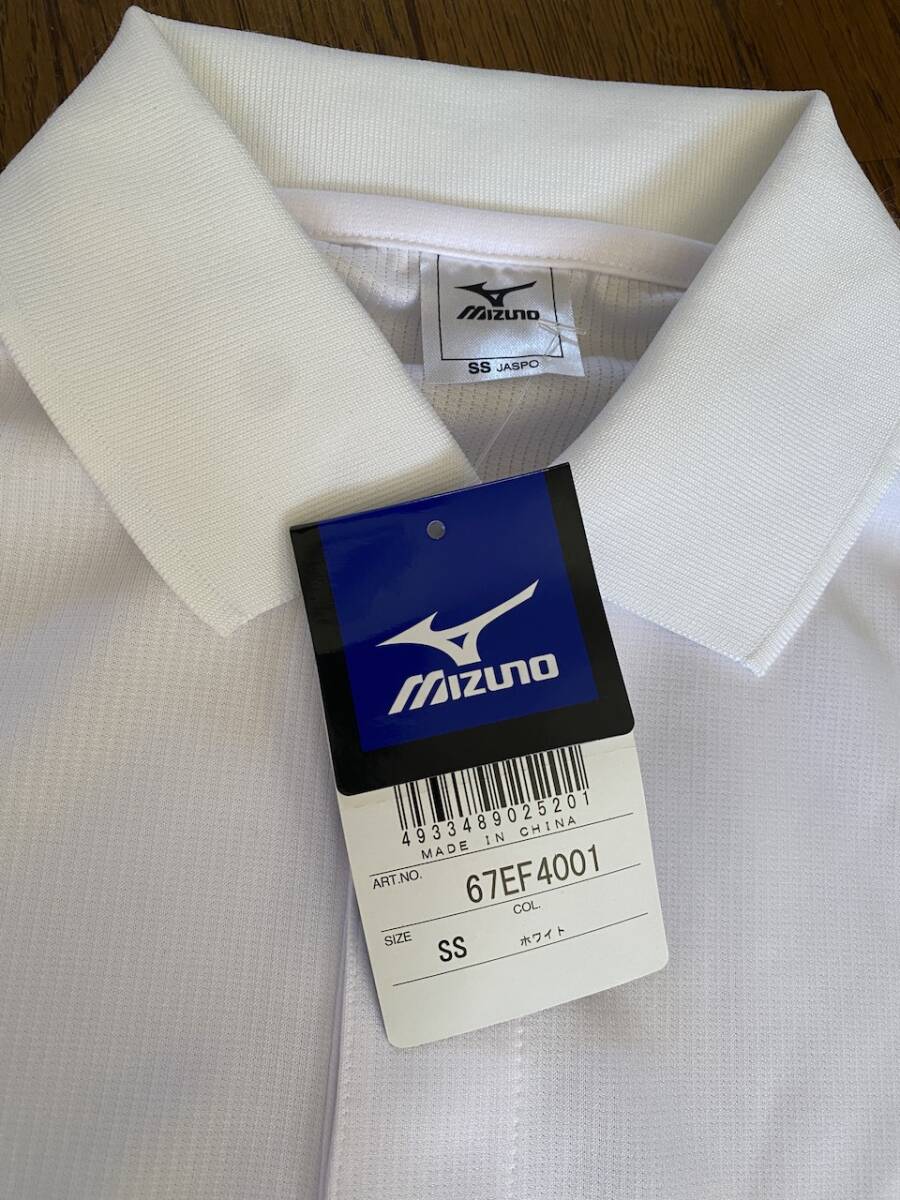 MIZUNO
SS JASPO
MIZUNO
4933489025201
MADE IN CHINA
ART.NO. 67EF4001
COL.
SIZE SS ホワイト